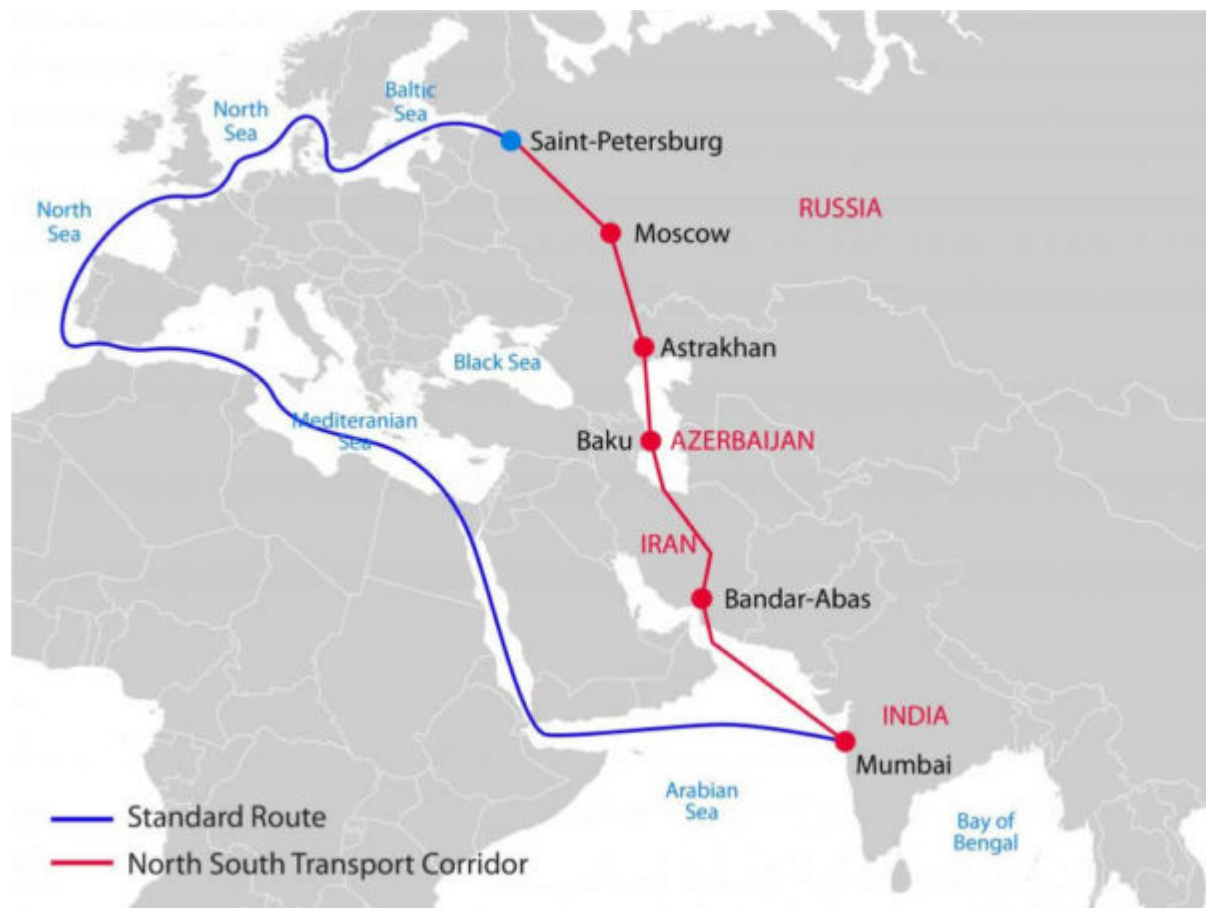 Baltic
Sea
North
Sea
Saint-Petersburg
North
Sea
RUSSIA
Moscow
Astrakhan
Black Sea
Mediteranian
Sea
Baku
AZERBAIJAN
IRAN
Bandar-Abas
INDIA
Mumbai
Arabian
Sea
Bay of
Bengal
Standard Route
North South Transport Corridor